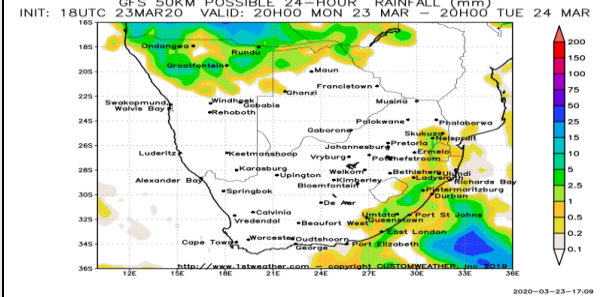 GFS 50KM POSSIBLE 24-HOUR RAINFALL (mm)
INIT: 18UTC 23MAR20 VALID: 20H00 MON 23 MAR – 20H00 TUE 24 MAR
16S
Ondangwa
Rundu
200
18S
Grootfontein
150
20S
Maun
100
Francistown
Ghanzi
75
22S
Swakopmund
Windhoek
Gobabis
Musina
50
Walvis Bay
Rehoboth
24S
Polokwane
Phalaborwa
25
Gaborone
Skukuza
Nelspruit
15
26S
Johannesburg
Pretoria
Ermelo
Luderitz
Keetmanshoop
Vryburg
Potchefstroom
10
28S
Karasburg
Upington
Welkom
Bethlehem
Ulundi
5
Alexander Bay
Kimberley
Ladysmith
Richards Bay
Bloemfontein
Pietermaritzburg
2.5
30S
Springbok
De Aar
Durban
1
Calvinia
Umtata
Port St Johns
32S
Vredendal
Beaufort West
Queenstown
0.5
East London
0.2
34S
Cape Town
Worcester
Oudtshoorn
George
Port Elizabeth
0.1
http://www.1stweather.com – copyright CUSTOMWEATHER, Inc 2019
36S
12E 15E 18E 21E 24E 27E 30E 33E 36E
2020-03-23-17:09